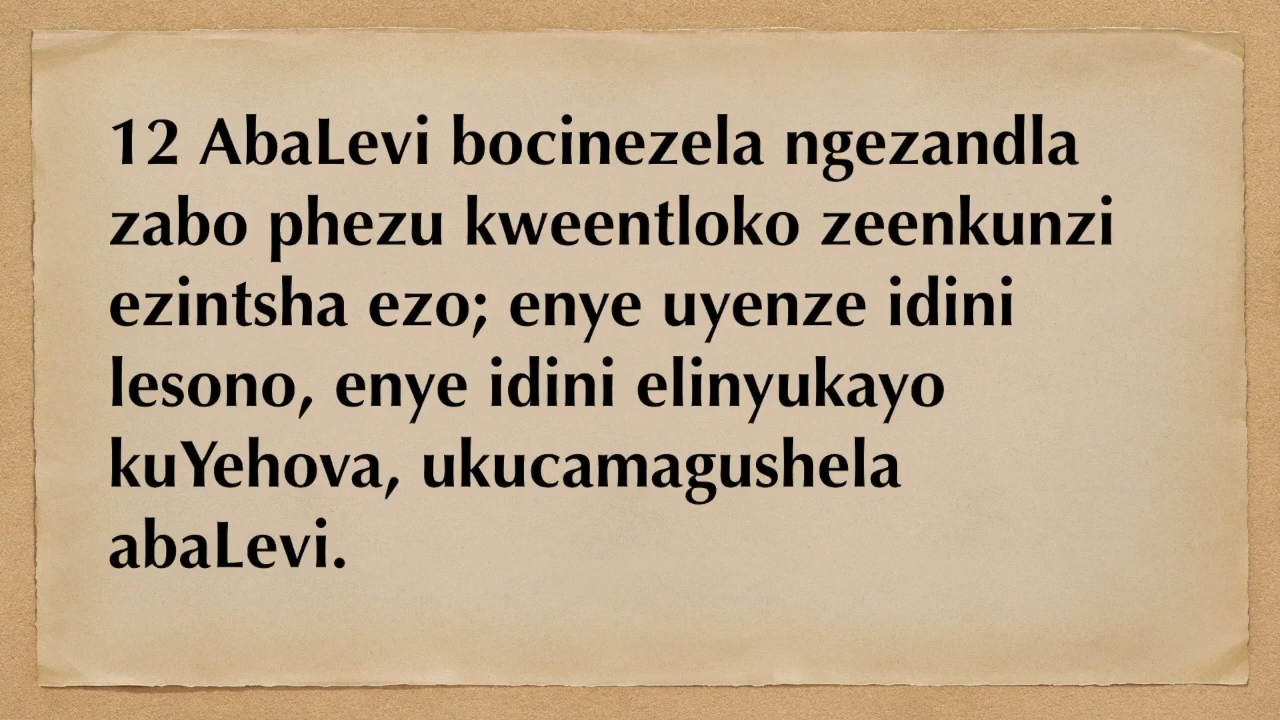 12 AbaLevi bocinezela ngezandla
zabo phezu kweentloko zeenkunzi
ezintsha ezo; enye uyenze idini
lesono, enye idini elinyukayo
kuYehova, ukucamagushela
abaLevi.